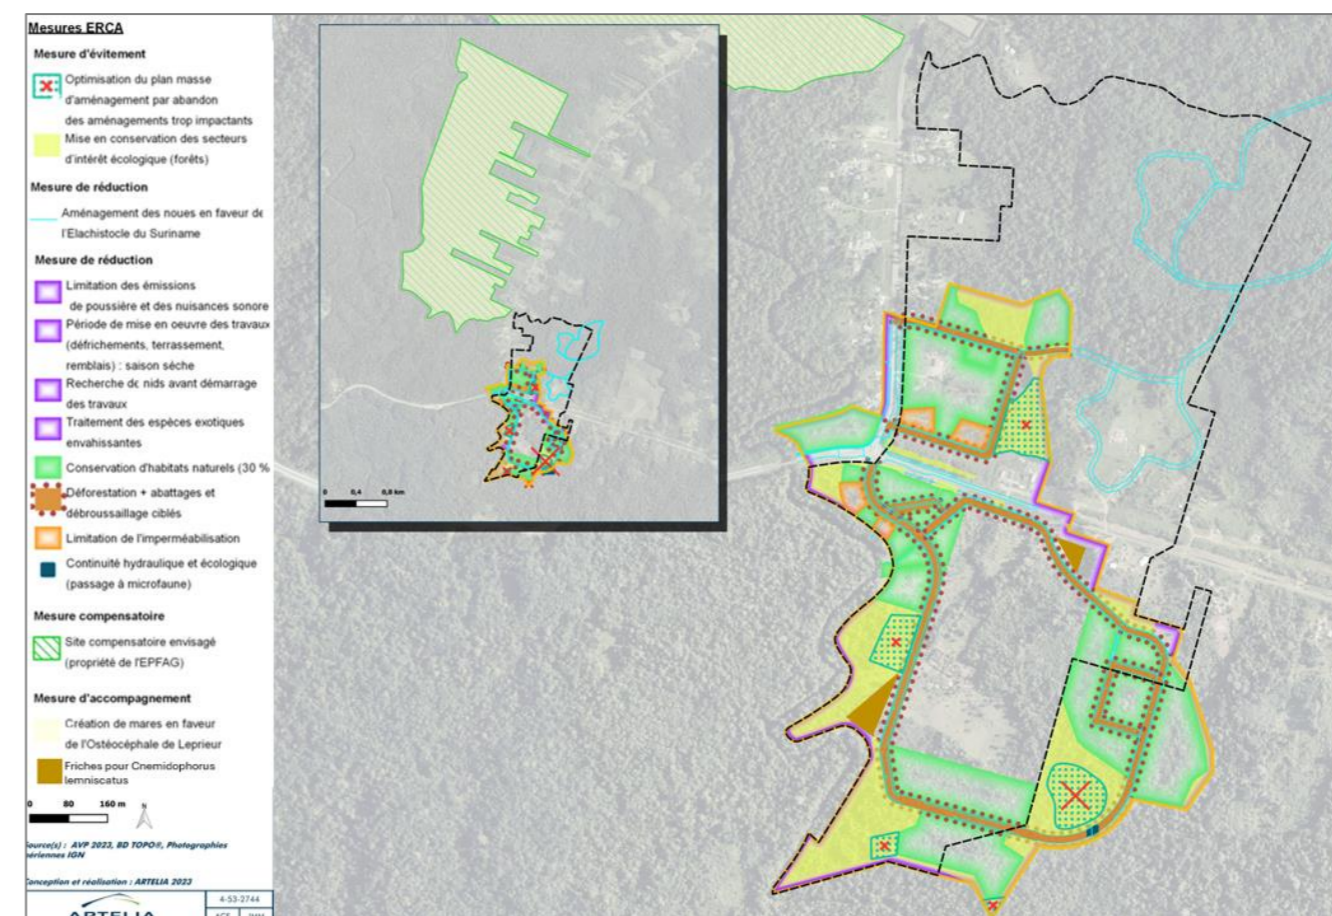 Mesures ERCA
Mesure d'évitement
Optimisation du plan masse
d'aménagement par abandon
des aménagements trop impactants
Mise en conservation des secteurs
d'intérêt écologique (forêts)
Mesure de réduction
Aménagement des noues en faveur de
l'Elachistocle du Suriname
Mesure de réduction
Limitation des émissions
de poussière et des nuisances sonore
Période de mise en oeuvre des travaux
(défrichements, terrassement,
remblais) : saison sèche
Recherche de nids avant démarrage
des travaux
Traitement des espèces exotiques
envahissantes
Conservation d'habitats naturels (30 %
Déforestation + abattages et
débroussaillage ciblés
Limitation de l'imperméabilisation
Continuité hydraulique et écologique
(passage à microfaune)
Mesure compensatoire
Site compensatoire envisagé
(propriété de l'EPFAG)
Mesure d'accompagnement
Création de mares en faveur
de l'Ostéocéphale de Leprieur
Friches pour Cnemidophorus
lemniscatus
0 80 160 m N
Source(s) : AVP 2023, BD TOPO®, Photographies
aériennes IGN
Conception et réalisation : ARTELIA 2023
ARTELIA
4-53-2744
0 0,4 0,8 km